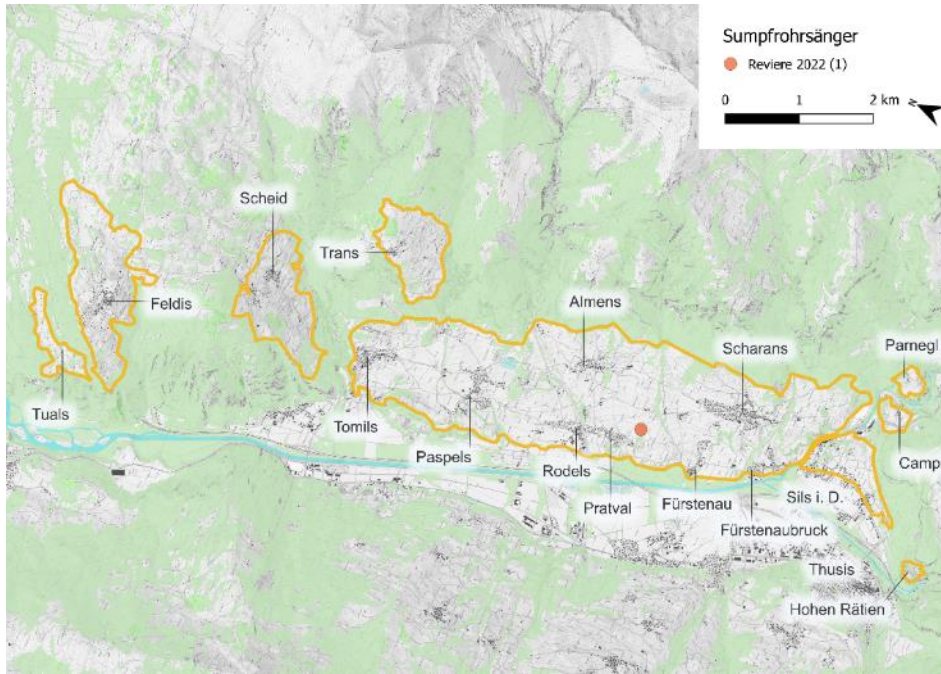 Sumpfrohrsänger
Reviere 2022 (1)
0 1 2 km
N
Scheid
Trans
Feldis
Almens
Scharans
Parnegl
Tuals
Tomils
Paspels
Rodels
Pratval
Fürstenau
Fürstenaubruck
Sils i. D.
Camp
Thusis
Hohen Rätien